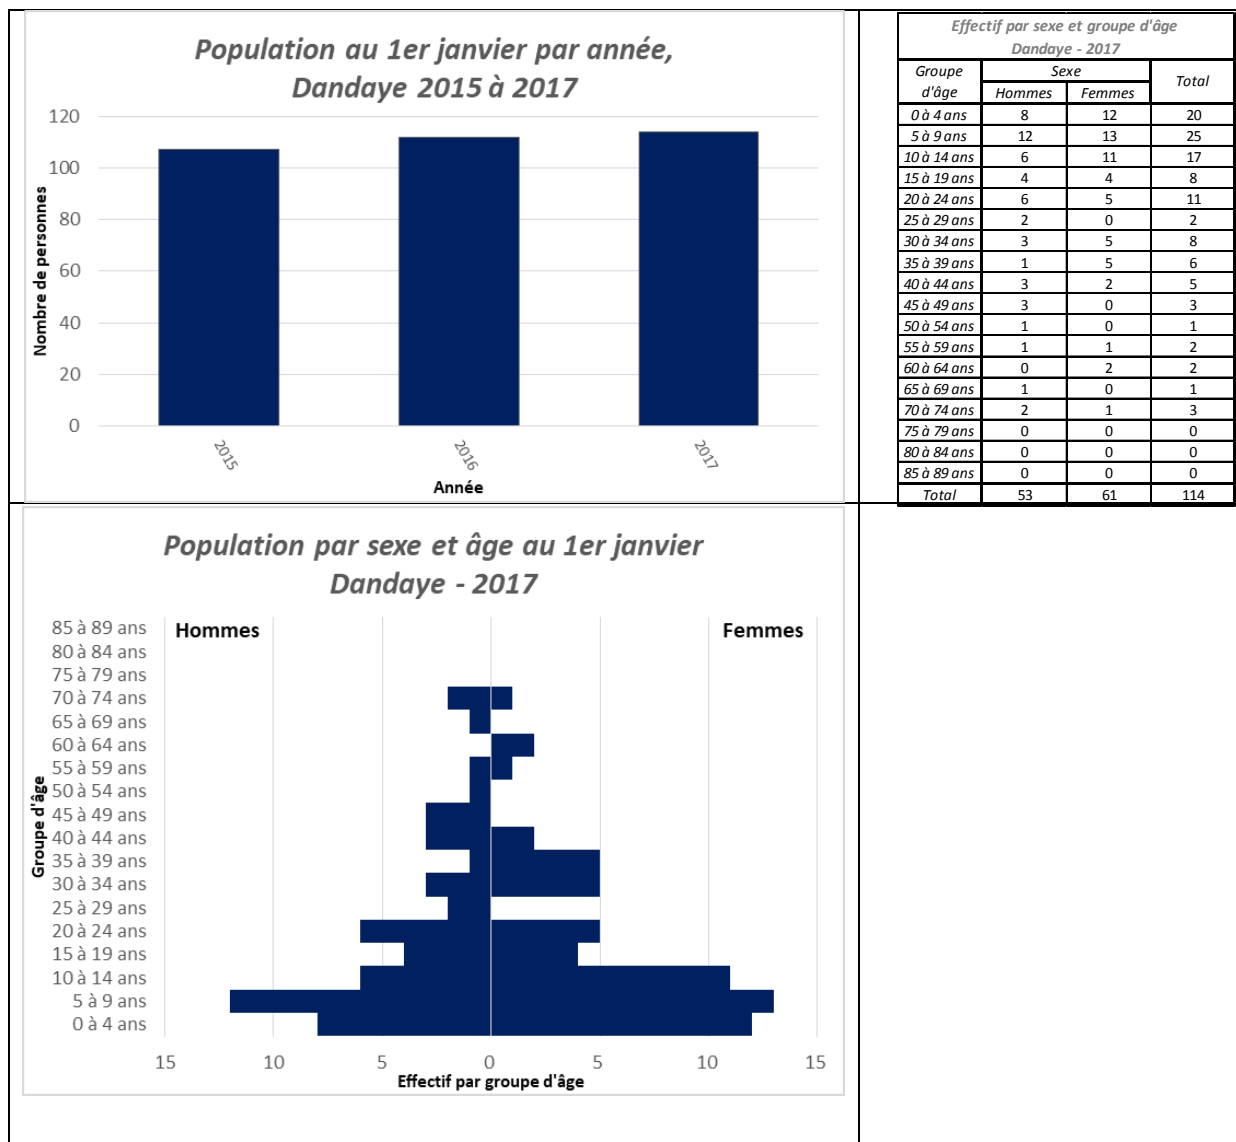 Population au 1er janvier par année,
Dandaye 2015 à 2017
120
100
80
60
40
20
0
Nombre de personnes
2015
2016
2017
Année
Effectif par sexe et groupe d'âge
Dandaye - 2017
Groupe d'âge Sexe Total
Hommes Femmes
0 à 4 ans 8 12 20
5 à 9 ans 12 13 25
10 à 14 ans 6 11 17
15 à 19 ans 4 4 8
20 à 24 ans 6 5 11
25 à 29 ans 2 0 2
30 à 34 ans 3 5 8
35 à 39 ans 1 5 6
40 à 44 ans 3 2 5
45 à 49 ans 3 0 3
50 à 54 ans 1 0 1
55 à 59 ans 1 1 2
60 à 64 ans 0 2 2
65 à 69 ans 1 0 1
70 à 74 ans 2 1 3
75 à 79 ans 0 0 0
80 à 84 ans 0 0 0
85 à 89 ans 0 0 0
Total 53 61 114
Population par sexe et âge au 1er janvier
Dandaye - 2017
Hommes Femmes
85 à 89 ans
80 à 84 ans
75 à 79 ans
70 à 74 ans
65 à 69 ans
60 à 64 ans
55 à 59 ans
50 à 54 ans
45 à 49 ans
40 à 44 ans
35 à 39 ans
30 à 34 ans
25 à 29 ans
20 à 24 ans
15 à 19 ans
10 à 14 ans
5 à 9 ans
0 à 4 ans
Groupe d'âge
15 10 5 0 5 10 15
Effectif par groupe d'âge